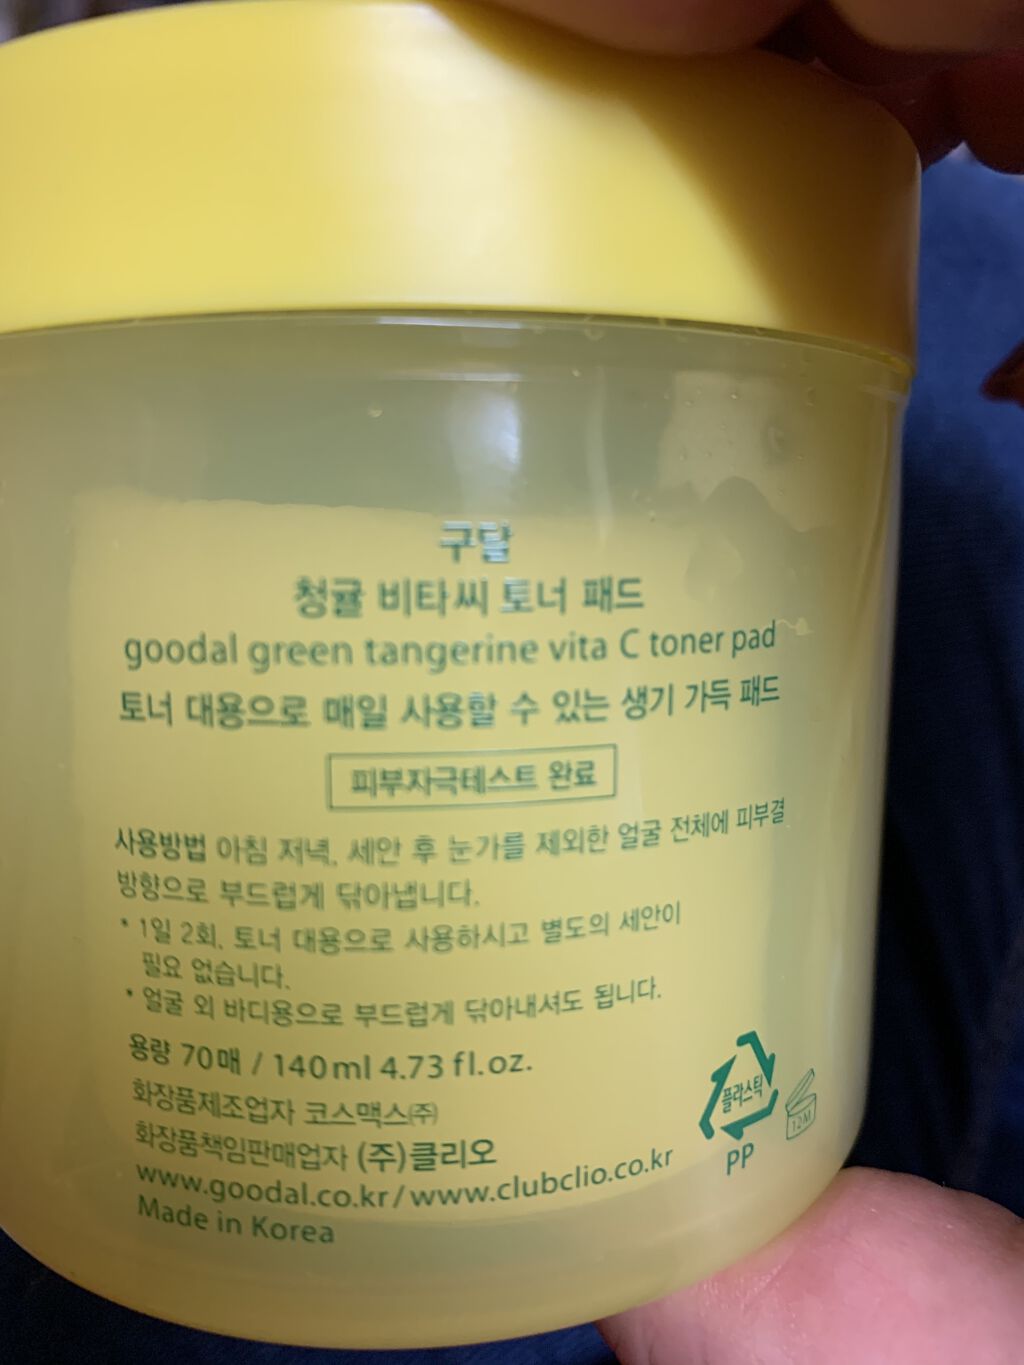 구달
청귤 비타씨 토너 패드
goodal green tangerine vita C toner pad
토너 대용으로 매일 사용할 수 있는 생기 가득 패드
피부자극테스트 완료
사용방법 아침 저녁, 세안 후 눈가를 제외한 얼굴 전체에 피부결
방향으로 부드럽게 닦아냅니다.
* 1일 2회, 토너 대용으로 사용하시고 별도의 세안이
필요 없습니다.
* 얼굴 외 바디용으로 부드럽게 닦아내셔도 됩니다.
용량 70매 / 140ml 4.73 fl.oz.
화장품제조업자 코스맥스㈜
화장품책임판매업자 (주)클리오
www.goodal.co.kr/www.clubclio.co.kr
Made in Korea
플라스틱
PP
12M